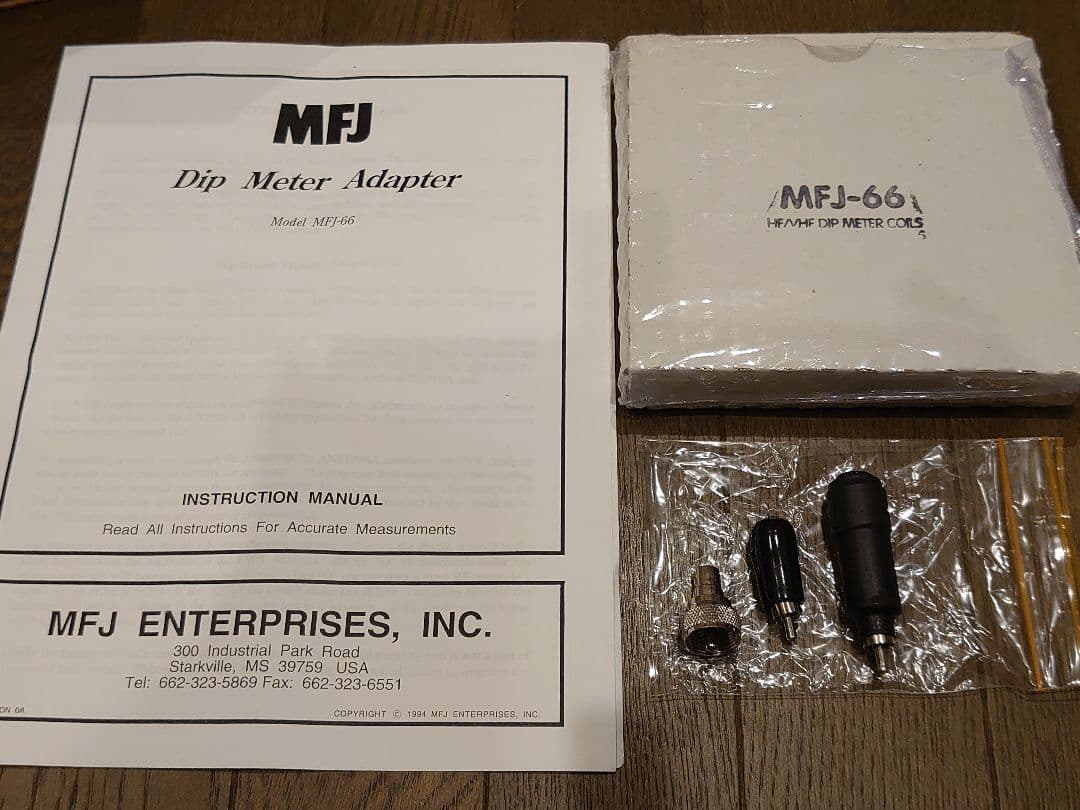 MFJ
Dip Meter Adapter
Model MFJ-66
INSTRUCTION MANUAL
Read All Instructions For Accurate Measurements
MFJ ENTERPRISES, INC.
300 Industrial Park Road
Starkville, MS 39759 USA
Tel: 662-323-5869 Fax: 662-323-6551
ON 0A
COPYRIGHT © 1994 MFJ ENTERPRISES, INC.
MFJ-66
HF/VHF DIP METER COILS